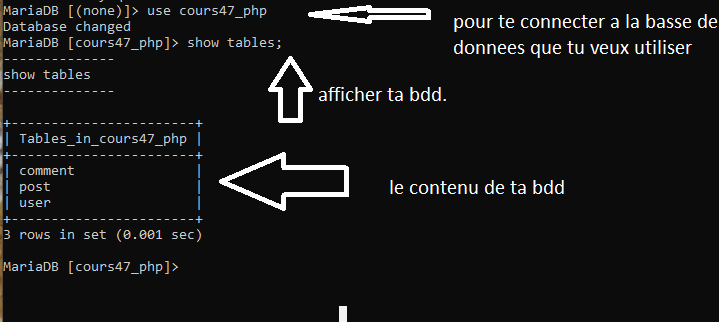 MariaDB [(none)]> use cours47_php
pour te connecter a la basse de
Database changed
donnees que tu veux utiliser
MariaDB [cours47_php]> show tables;
--------------
show tables
afficher ta bdd.
--------------
+----------------------+
| Tables_in_cours47_php |
+----------------------+
| comment |
| post |
le contenu de ta bdd
| user |
+----------------------+
3 rows in set (0.001 sec)
MariaDB [cours47_php]>